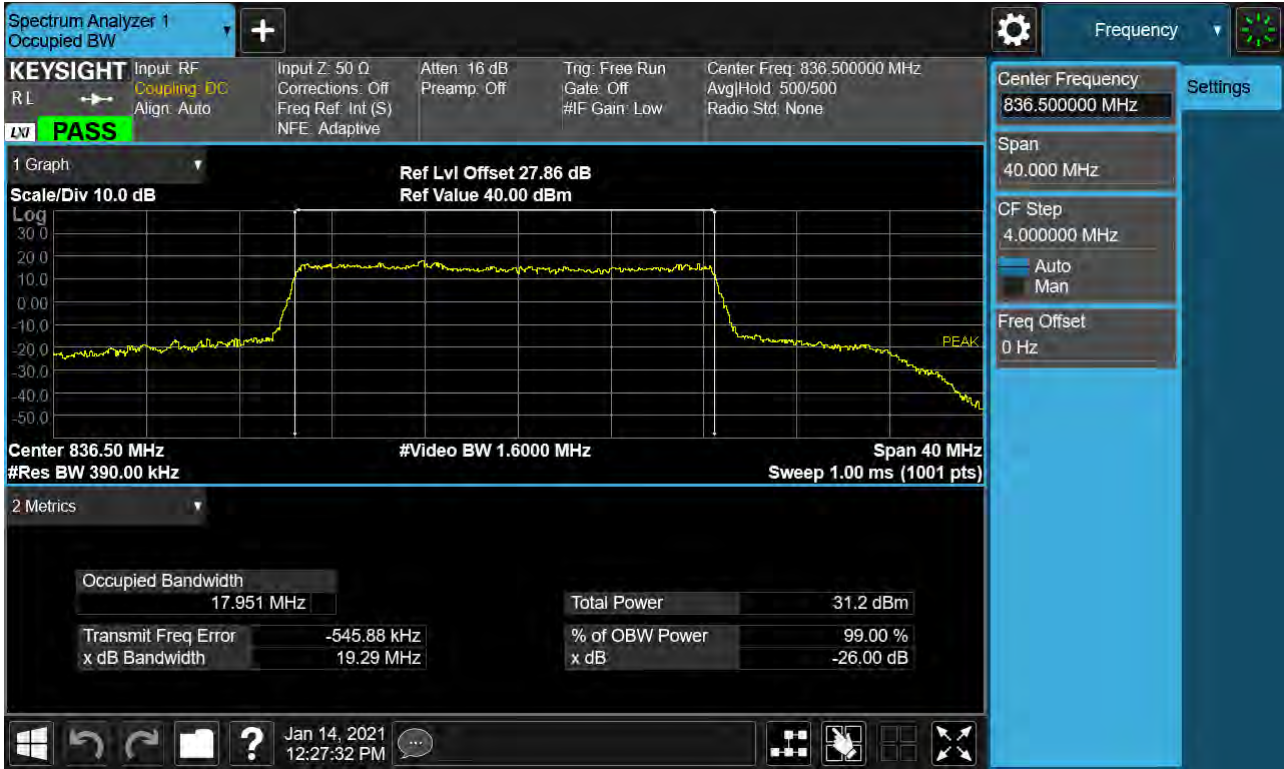 Spectrum Analyzer 1
Occupied BW
+
Frequency
KEYSIGHT
Input: RF
Coupling: DC
Align: Auto
Input Z: 50 Ω
Corrections: Off
Freq Ref: Int (S)
NFE: Adaptive
Atten: 16 dB
Preamp: Off
Trig: Free Run
Gate: Off
#IF Gain: Low
Center Freq: 836.500000 MHz
Avg|Hold: 500/500
Radio Std: None
R L
LXI
PASS
Center Frequency
836.500000 MHz
Settings
Span
40.000 MHz
CF Step
4.000000 MHz
Auto
Man
Freq Offset
0 Hz
1 Graph
Scale/Div 10.0 dB
Ref Lvl Offset 27.86 dB
Ref Value 40.00 dBm
Log
30.0
20.0
10.0
0.00
-10.0
-20.0
-30.0
-40.0
-50.0
PEAK
Center 836.50 MHz
#Video BW 1.6000 MHz
Span 40 MHz
#Res BW 390.00 kHz
Sweep 1.00 ms (1001 pts)
2 Metrics
Occupied Bandwidth
17.951 MHz
Total Power 31.2 dBm
Transmit Freq Error -545.88 kHz
% of OBW Power 99.00 %
x dB Bandwidth 19.29 MHz
x dB -26.00 dB
?
Jan 14, 2021
12:27:32 PM